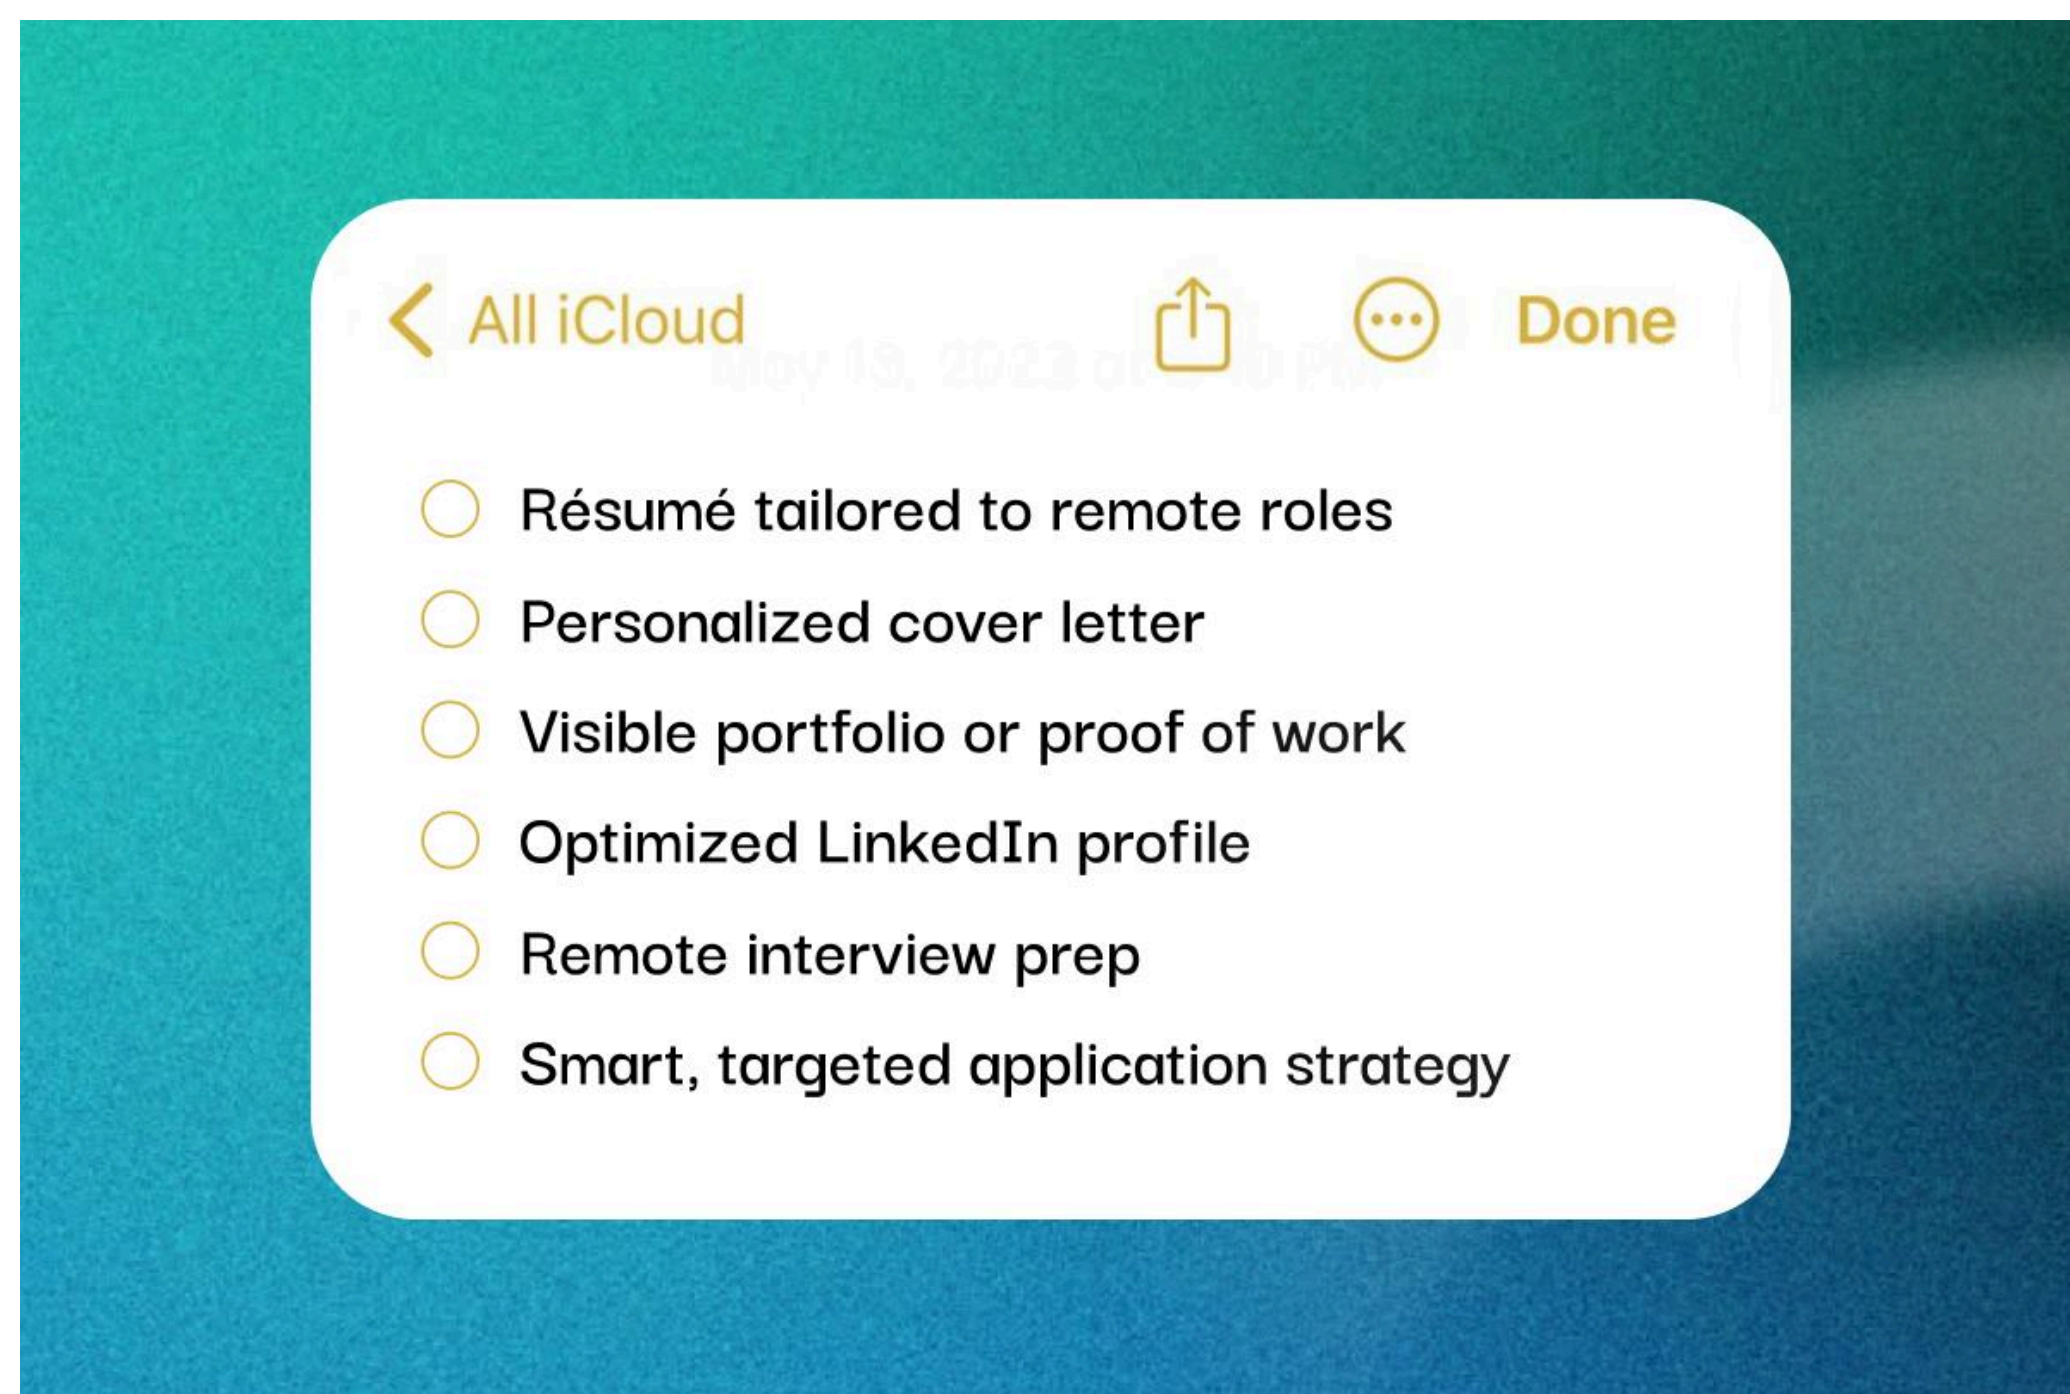 All iCloud Done
Résumé tailored to remote roles
Personalized cover letter
Visible portfolio or proof of work
Optimized LinkedIn profile
Remote interview prep
Smart, targeted application strategy